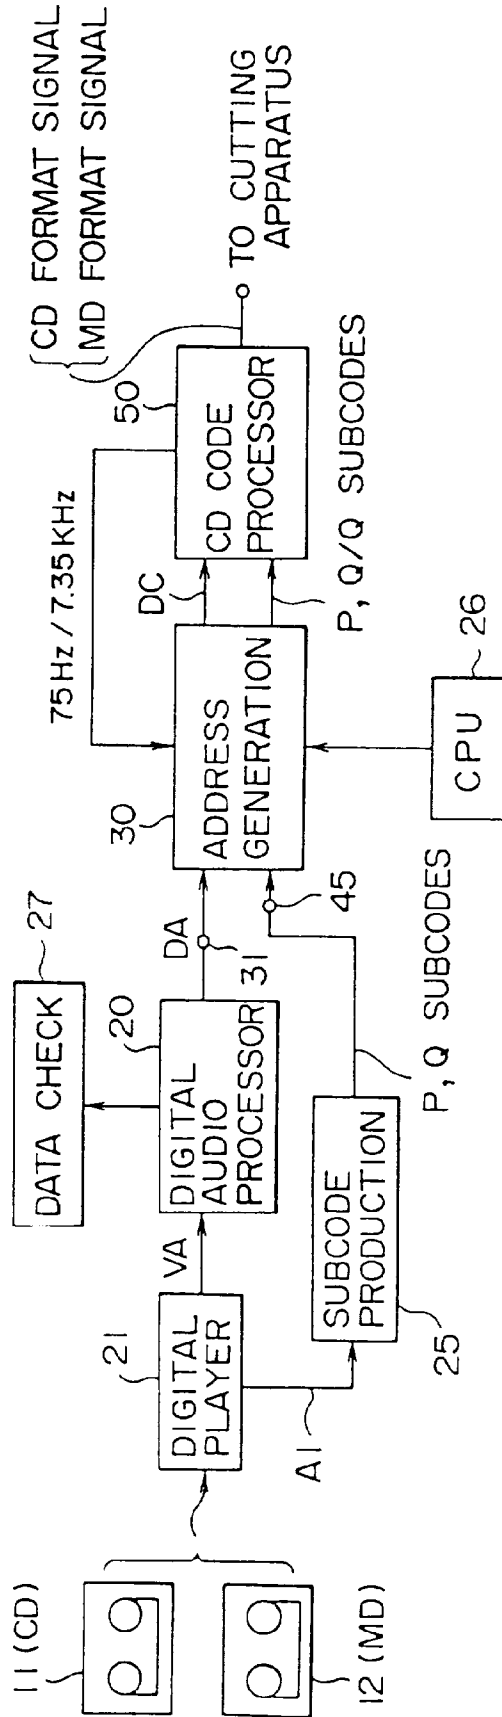 11 (CD)
12 (MD)
21
DIGITAL
PLAYER
VA
A1
DATA CHECK
27
20
DIGITAL
AUDIO
PROCESSOR
SUBCODE
PRODUCTION
25
DA
31
P, Q SUBCODES
45
30
ADDRESS
GENERATION
CPU
26
75Hz / 7.35KHz
DC
P, Q/Q SUBCODES
50
CD CODE
PROCESSOR
CD FORMAT SIGNAL
MD FORMAT SIGNAL
TO CUTTING
APPARATUS